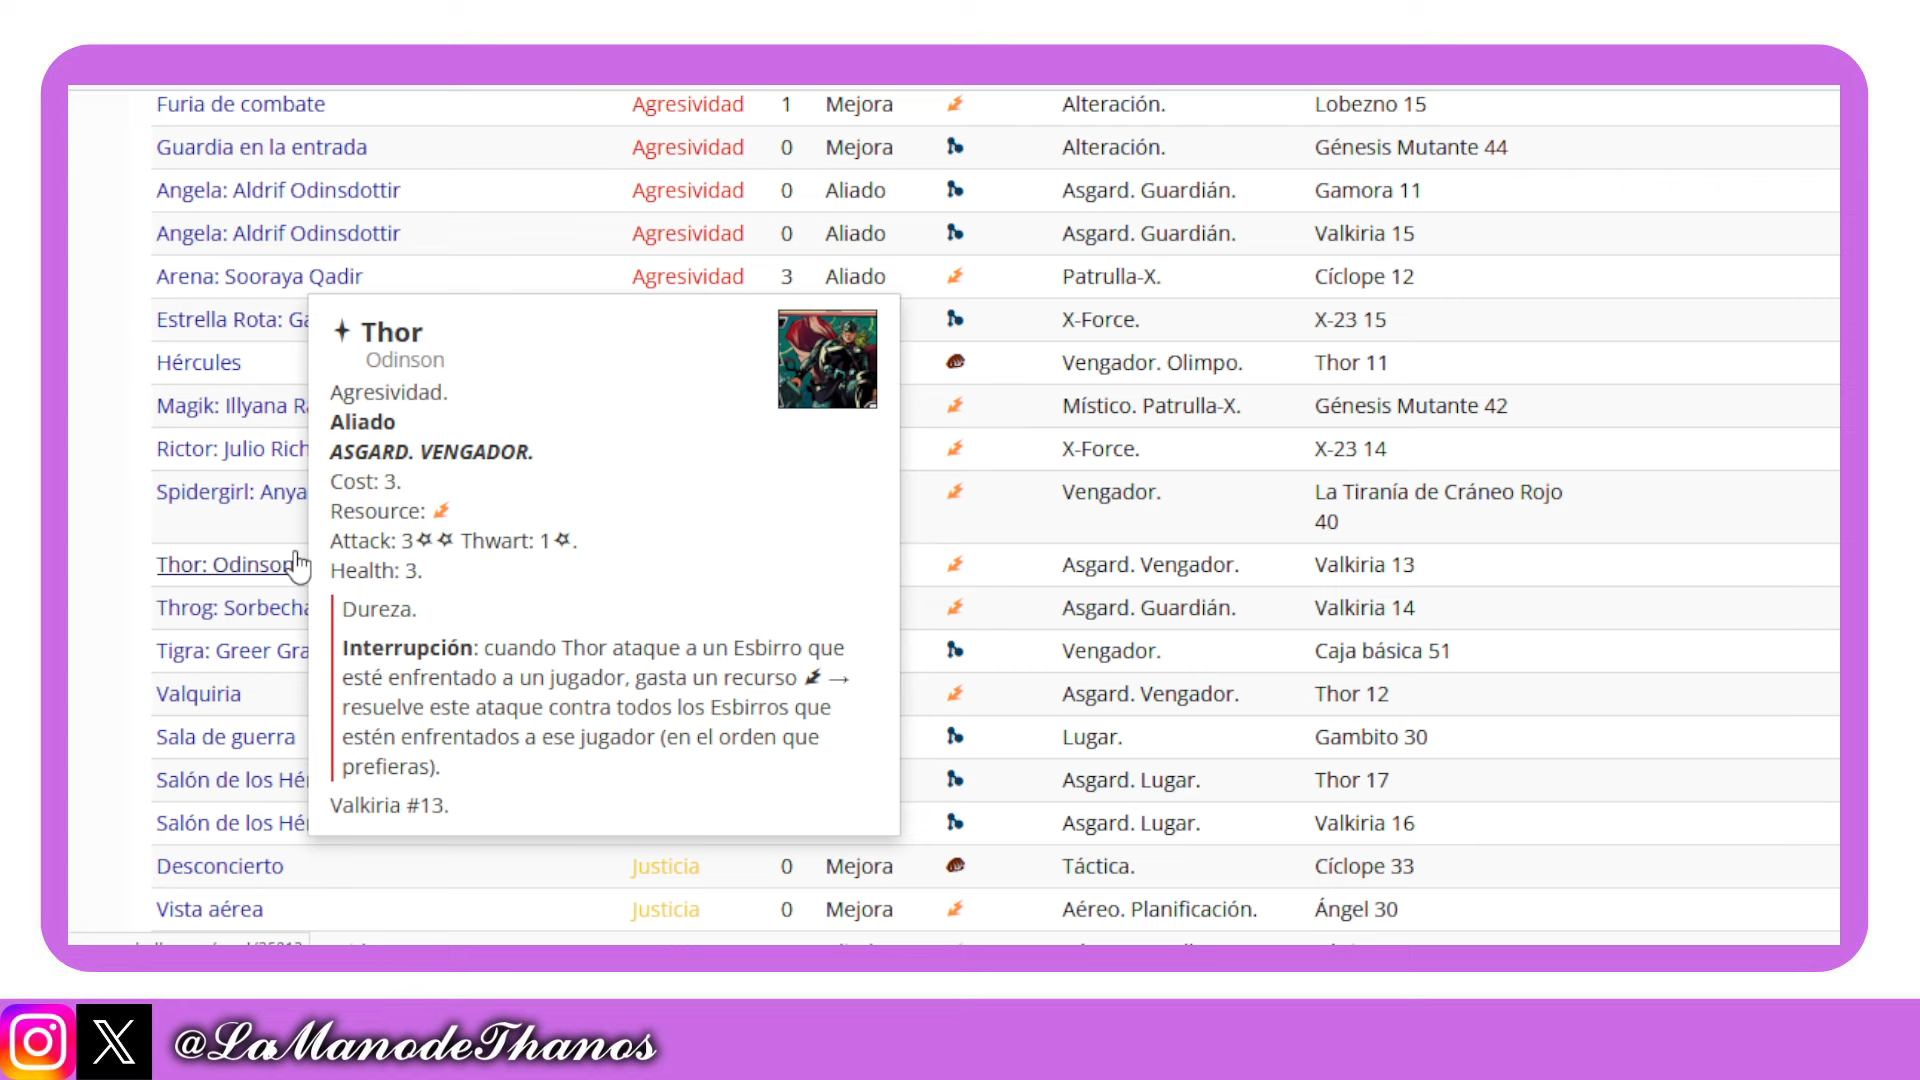 Furia de combate Agresividad 1 Mejora Alteración. Lobezno 15
Guardia en la entrada Agresividad 0 Mejora Alteración. Génesis Mutante 44
Angela: Aldrif Odinsdottir Agresividad 0 Aliado Asgard. Guardián. Gamora 11
Angela: Aldrif Odinsdottir Agresividad 0 Aliado Asgard. Guardián. Valkiria 15
Arena: Sooraya Qadir Agresividad 3 Aliado Patrulla-X. Cíclope 12
Estrella Rota: X-Force. X-23 15
Hércules Vengador. Olimpo. Thor 11
Magik: Illyana Místico. Patrulla-X. Génesis Mutante 42
Rictor: Julio X-Force. X-23 14
Spidergirl: Anya Vengador. La Tiranía de Cráneo Rojo
40
Thor: Odinson Asgard. Vengador. Valkiria 13
Throg: Asgard. Guardián. Valkiria 14
Tigra: Greer Vengador. Caja básica 51
Valquiria Asgard. Vengador. Thor 12
Sala de guerra Lugar. Gambito 30
Salón de los Asgard. Lugar. Thor 17
Salón de los Asgard. Lugar. Valkiria 16
Desconcierto Justicia 0 Mejora Táctica. Cíclope 33
Vista aérea Justicia 0 Mejora Aéreo. Planificación. Ángel 30
Thor
Odinson
Agresividad.
Aliado
ASGARD. VENGADOR.
Cost: 3.
Resource:
Attack: 3 Thwart: 1.
Health: 3.
Dureza.
Interrupción: cuando Thor ataque a un Esbirro que
esté enfrentado a un jugador, gasta un recurso →
resuelve este ataque contra todos los Esbirros que
estén enfrentados a ese jugador (en el orden que
prefieras).
Valkiria #13.
@LaManodeThanos